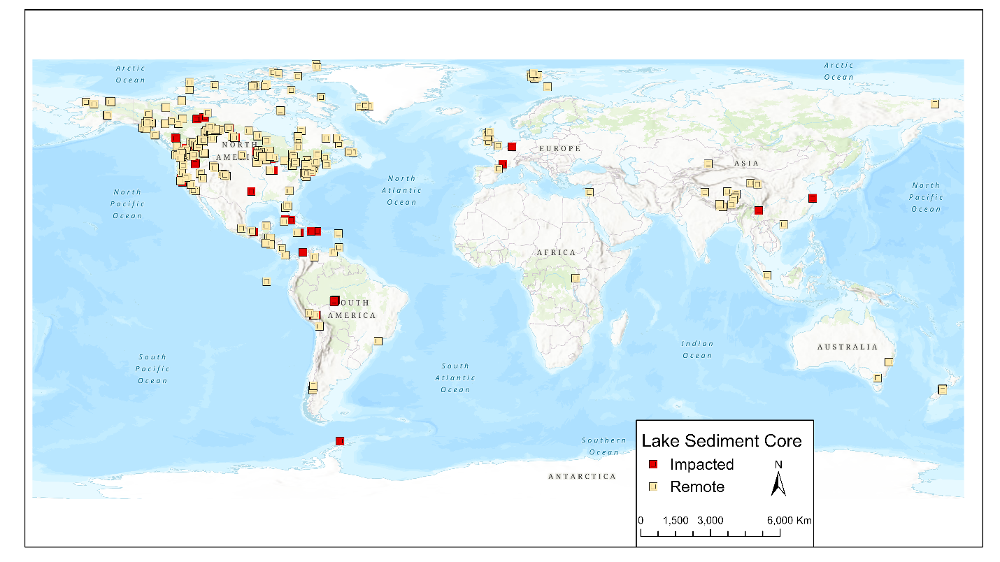 Arctic
Ocean
Arctic
Ocean
NORTH
AMERIC
EUROPE
ASIA
North
Pacific
Ocean
North
Atlantic
Ocean
North
Pacific
Ocean
AFRICA
OUTH
AMERICA
South
Pacific
Ocean
South
Atlantic
Ocean
Indian
Ocean
AUSTRALIA
Southern
Ocean
ANTARCTICA
Lake Sediment Core
Impacted
Remote
N
0 1,500 3,000 6,000 Km